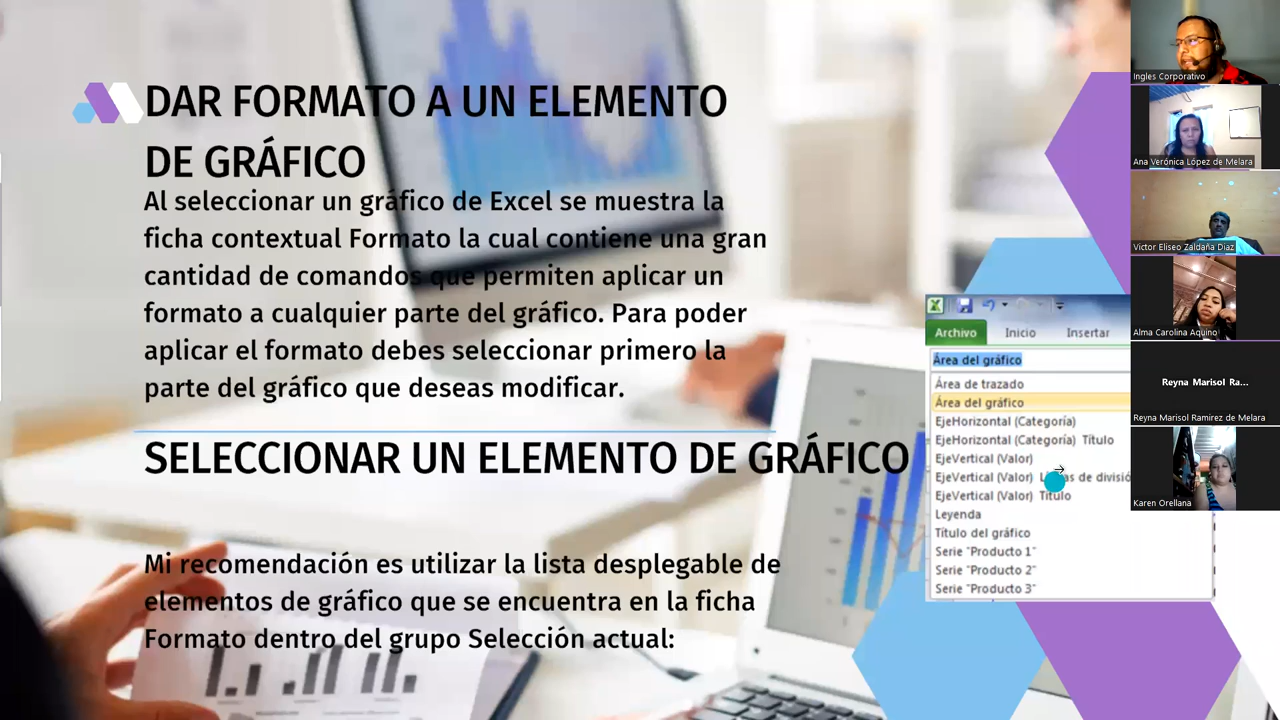 DAR FORMATO A UN ELEMENTO
DE GRÁFICO
Al seleccionar un gráfico de Excel se muestra la
ficha contextual Formato la cual contiene una gran
cantidad de comandos que permiten aplicar un
formato a cualquier parte del gráfico. Para poder
aplicar el formato debes seleccionar primero la
parte del gráfico que deseas modificar.
SELECCIONAR UN ELEMENTO DE GRÁFICO
Mi recomendación es utilizar la lista desplegable de
elementos de gráfico que se encuentra en la ficha
Formato dentro del grupo Selección actual:
Archivo Inicio Insertar
Área del gráfico
Área de trazado
Área del gráfico
EjeHorizontal (Categoría)
EjeHorizontal (Categoría) Título
EjeVertical (Valor)
EjeVertical (Valor) de divisió
EjeVertical (Valor) Título
Leyenda
Título del gráfico
Serie "Producto 1"
Serie "Producto 2"
Serie "Producto 3"
Ingles Corporativo
Ana Verónica López de Melara
Victor Eliseo Zaldaña Diaz
Alma Carolina Aquino
Reyna Marisol Ra...
Reyna Marisol Ramirez de Melara
Karen Orellana